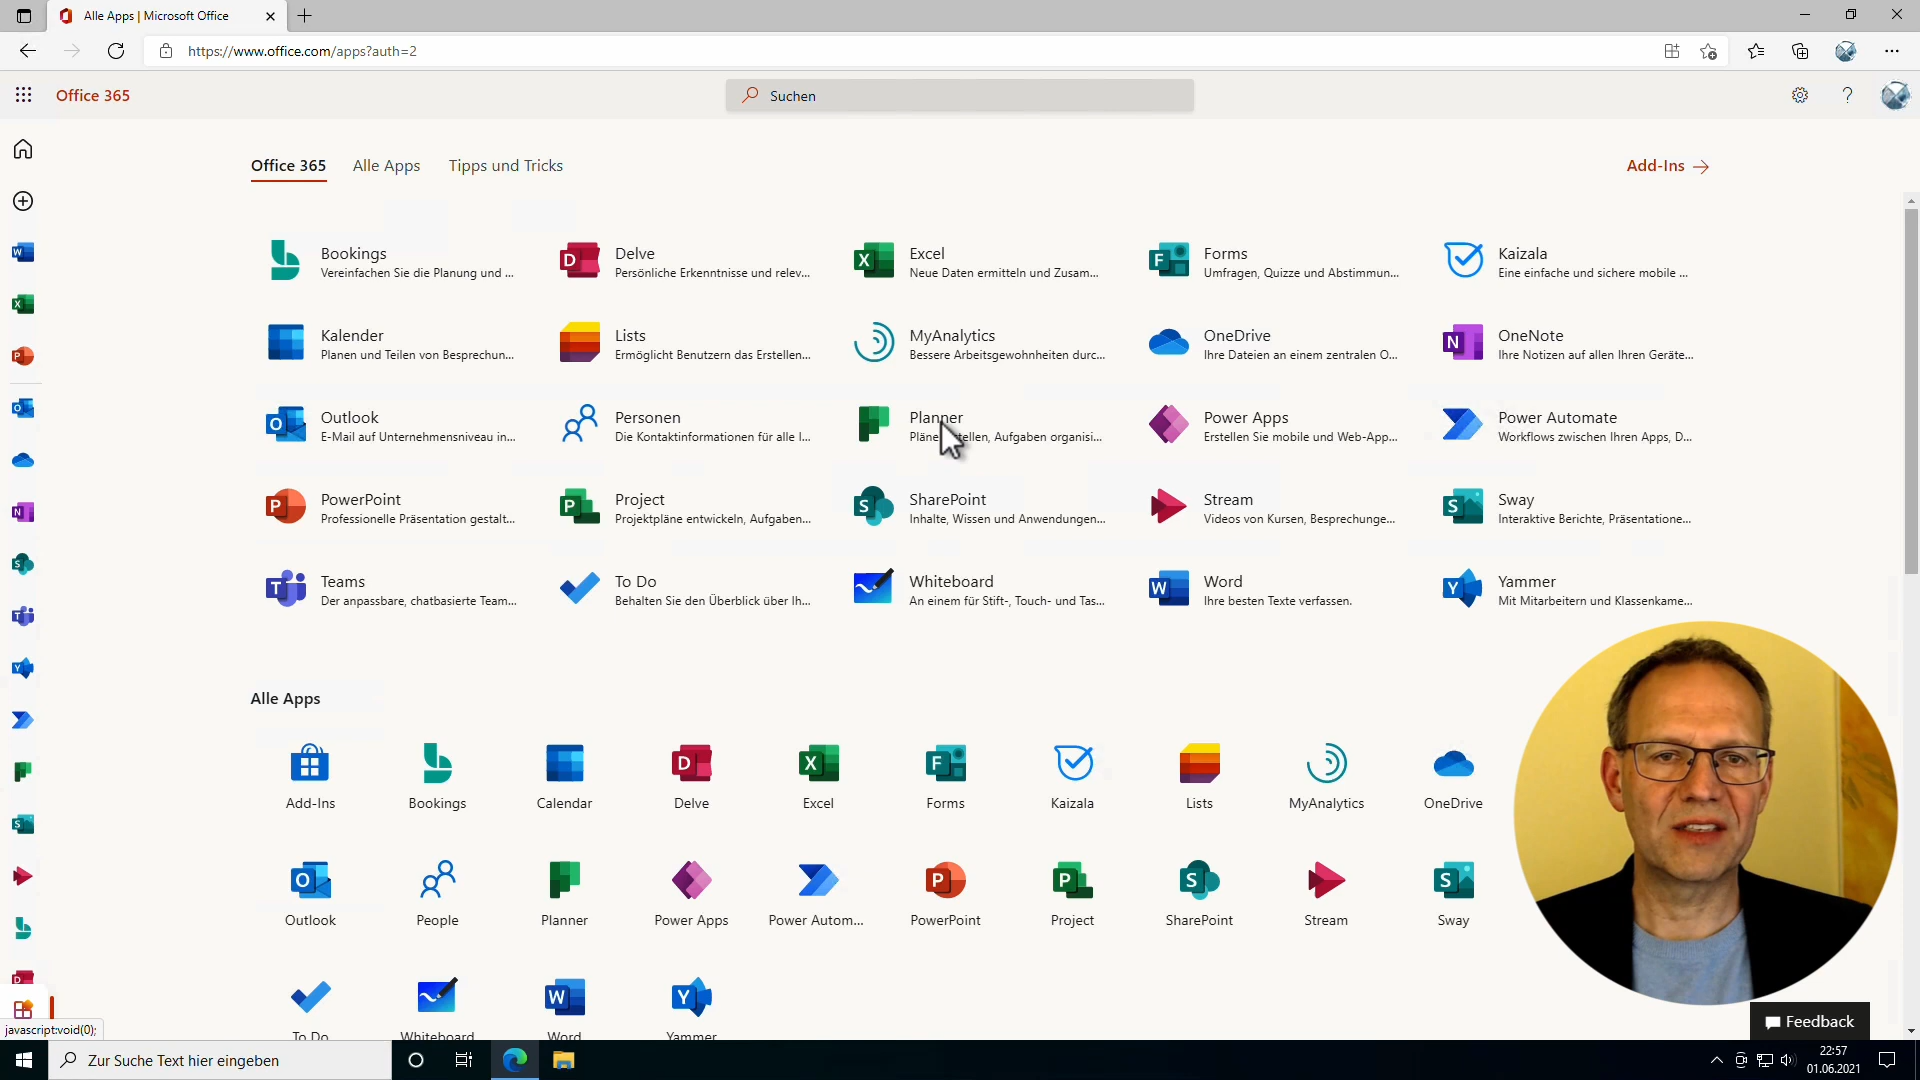 Alle Apps | Microsoft Office
https://www.office.com/apps?auth=2
Office 365
Suchen
?
Office 365
Alle Apps
Tipps und Tricks
Add-Ins →
Bookings
Vereinfachen Sie die Planung und ...
Delve
Persönliche Erkenntnisse und relev...
Excel
Neue Daten ermitteln und Zusam...
Forms
Umfragen, Quizze und Abstimmun...
Kaizala
Eine einfache und sichere mobile ...
Kalender
Planen und Teilen von Besprechun...
Lists
Ermöglicht Benutzern das Erstellen...
MyAnalytics
Bessere Arbeitsgewohnheiten durc...
OneDrive
Ihre Dateien an einem zentralen O...
OneNote
Ihre Notizen auf allen Ihren Geräte...
Outlook
E-Mail auf Unternehmensniveau in...
Personen
Die Kontaktinformationen für alle I...
Planner
Aufgaben organisi...
Power Apps
Erstellen Sie mobile und Web-App...
Power Automate
Workflows zwischen Ihren Apps, D...
PowerPoint
Professionelle Präsentation gestalt...
Project
Projektpläne entwickeln, Aufgaben...
SharePoint
Inhalte, Wissen und Anwendungen...
Stream
Videos von Kursen, Besprechunge...
Sway
Interaktive Berichte, Präsentatione...
Teams
Der anpassbare, chatbasierte Team...
To Do
Behalten Sie den Überblick über Ih...
Whiteboard
An einem für Stift-, Touch- und Tas...
Word
Ihre besten Texte verfassen.
Yammer
Mit Mitarbeitern und Klassenkame...
Alle Apps
Add-Ins
Bookings
Calendar
Delve
Excel
Forms
Kaizala
Lists
MyAnalytics
OneDrive
Outlook
People
Planner
Power Apps
Power Autom...
PowerPoint
Project
SharePoint
Stream
Sway
To Do
Whiteboard
Word
Yammer
Feedback
javascript:void(0);
Zur Suche Text hier eingeben
22:57
01.06.2021